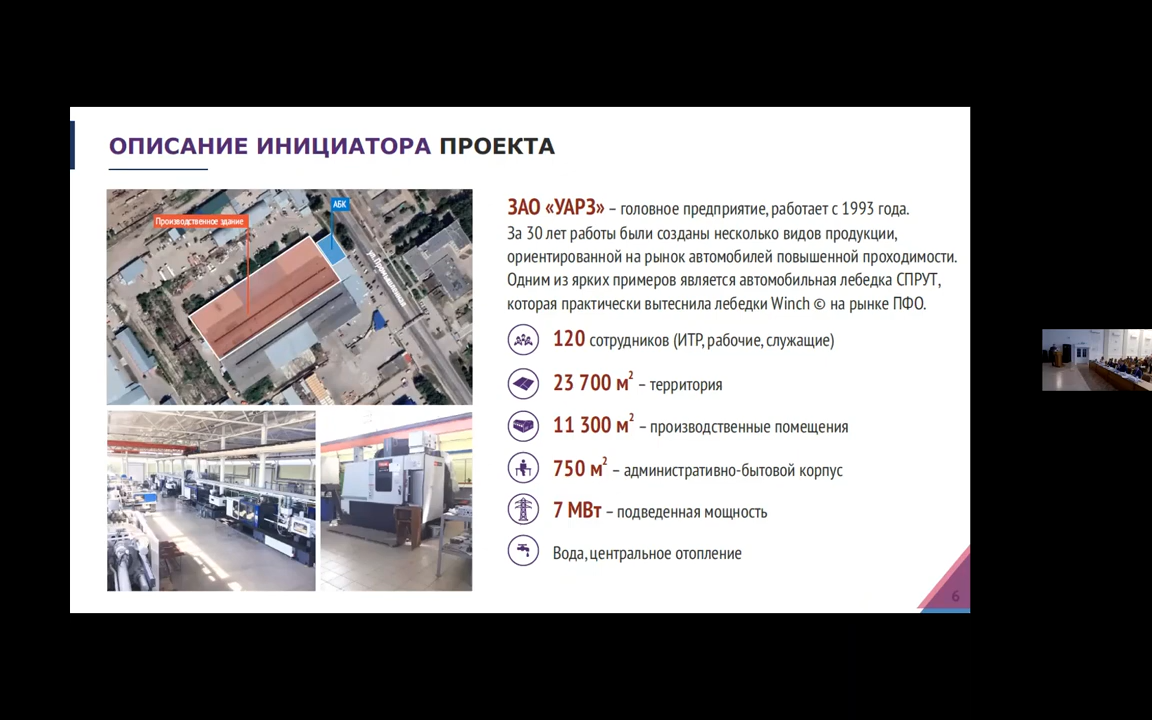 ОПИСАНИЕ ИНИЦИАТОРА ПРОЕКТА
АБК
Производственное здание
ЗАО «УАРЗ» – головное предприятие, работает с 1993 года.
За 30 лет работы были созданы несколько видов продукции,
ориентированной на рынок автомобилей повышенной проходимости.
Одним из ярких примеров является автомобильная лебедка СПРУТ,
которая практически вытеснила лебедки Winch © на рынке ПФО.
120 сотрудников (ИТР, рабочие, служащие)
23 700 м² – территория
11 300 м² – производственные помещения
750 м² – административно-бытовой корпус
7 МВт – подведенная мощность
Вода, центральное отопление
6